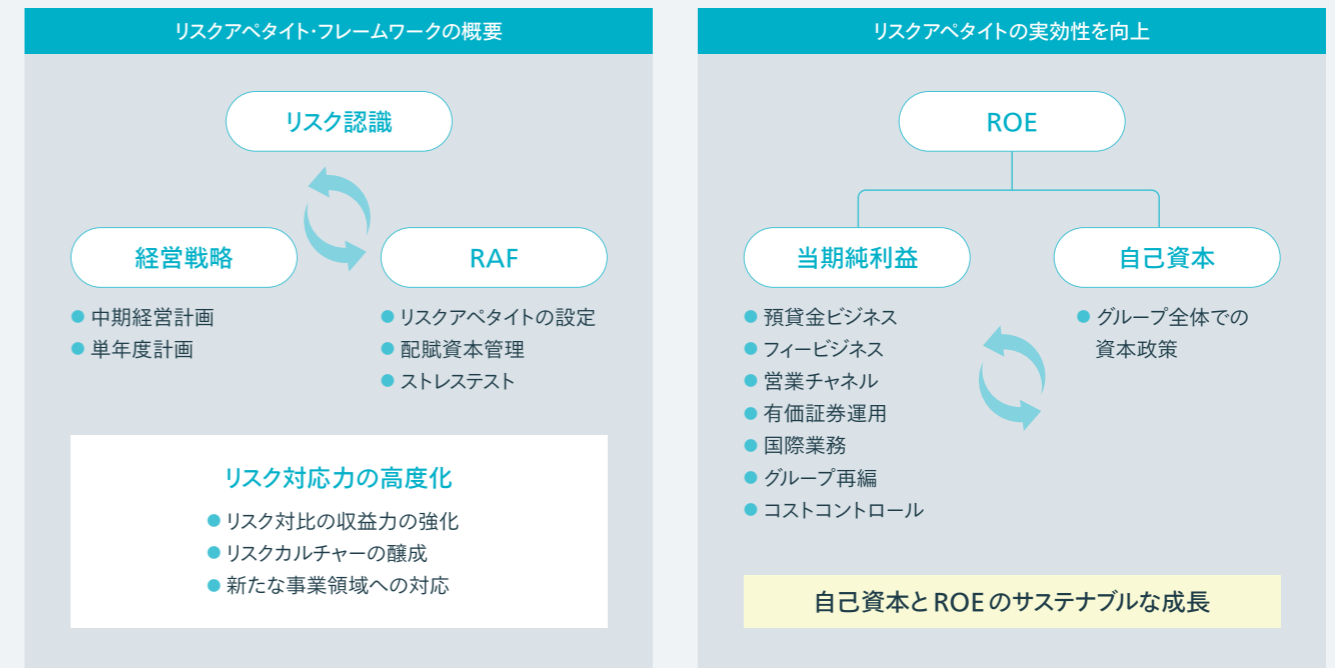 リスクアペタイト・フレームワークの概要
リスク認識
経営戦略
● 中期経営計画
● 単年度計画
RAF
● リスクアペタイトの設定
● 配賦資本管理
● ストレステスト
リスク対応力の高度化
● リスク対比の収益力の強化
● リスクカルチャーの醸成
● 新たな事業領域への対応
リスクアペタイトの実効性を向上
ROE
当期純利益
● 預貸金ビジネス
● フィービジネス
● 営業チャネル
● 有価証券運用
● 国際業務
● グループ再編
● コストコントロール
自己資本
● グループ全体での
資本政策
自己資本とROEのサステナブルな成長